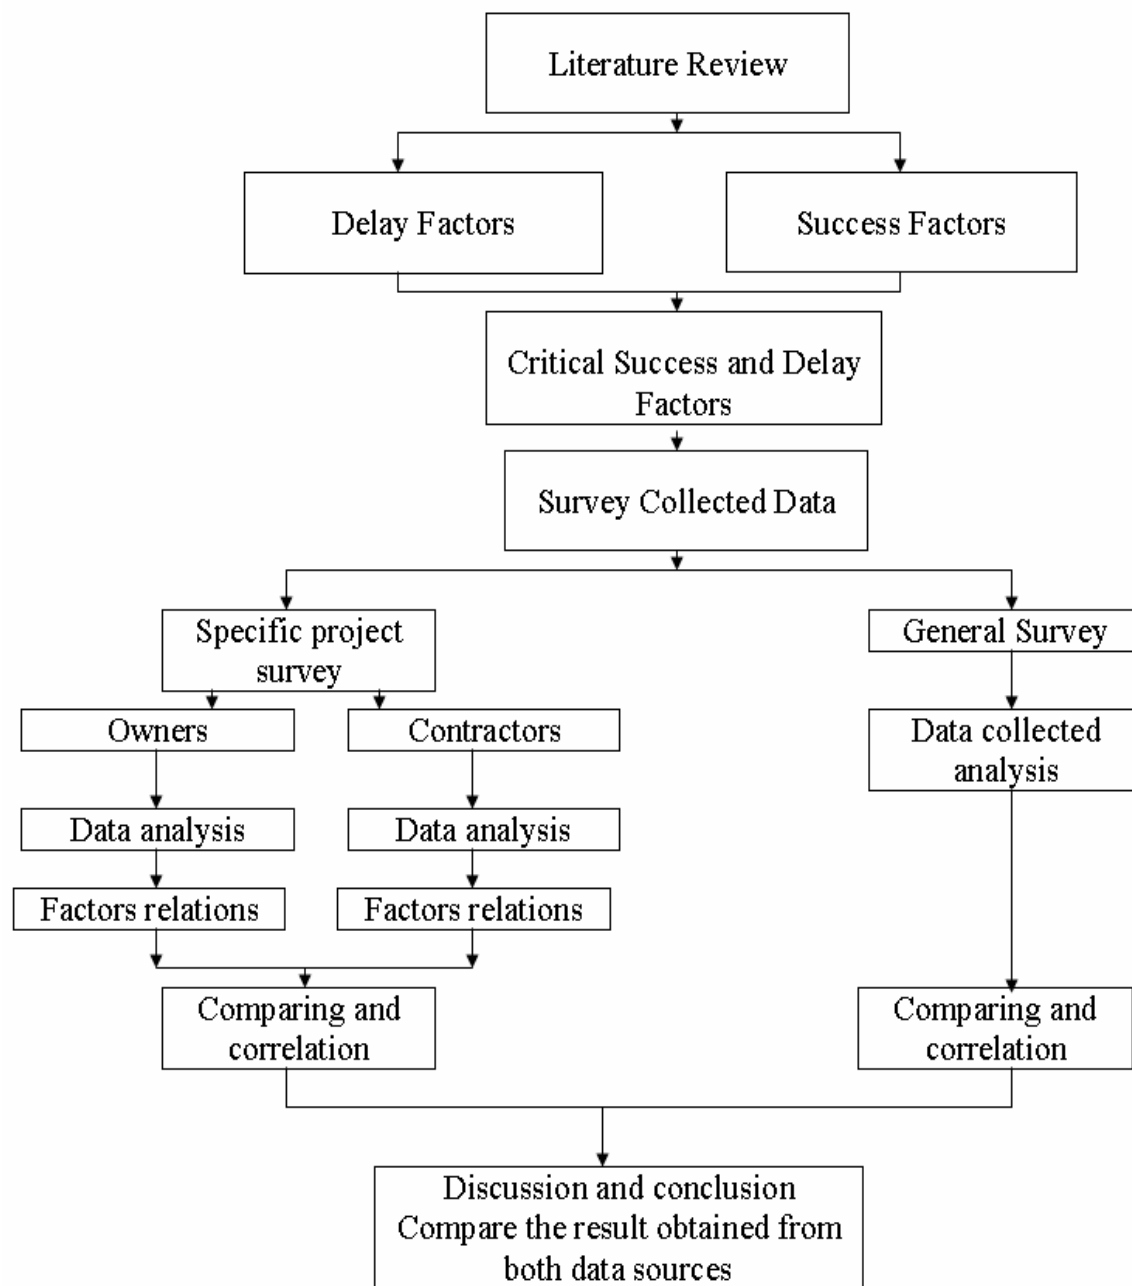 Literature Review
Delay Factors
Success Factors
Critical Success and Delay
Factors
Survey Collected Data
Specific project
survey
General Survey
Owners
Contractors
Data collected
analysis
Data analysis
Data analysis
Factors relations
Factors relations
Comparing and
correlation
Comparing and
correlation
Discussion and conclusion
Compare the result obtained from
both data sources